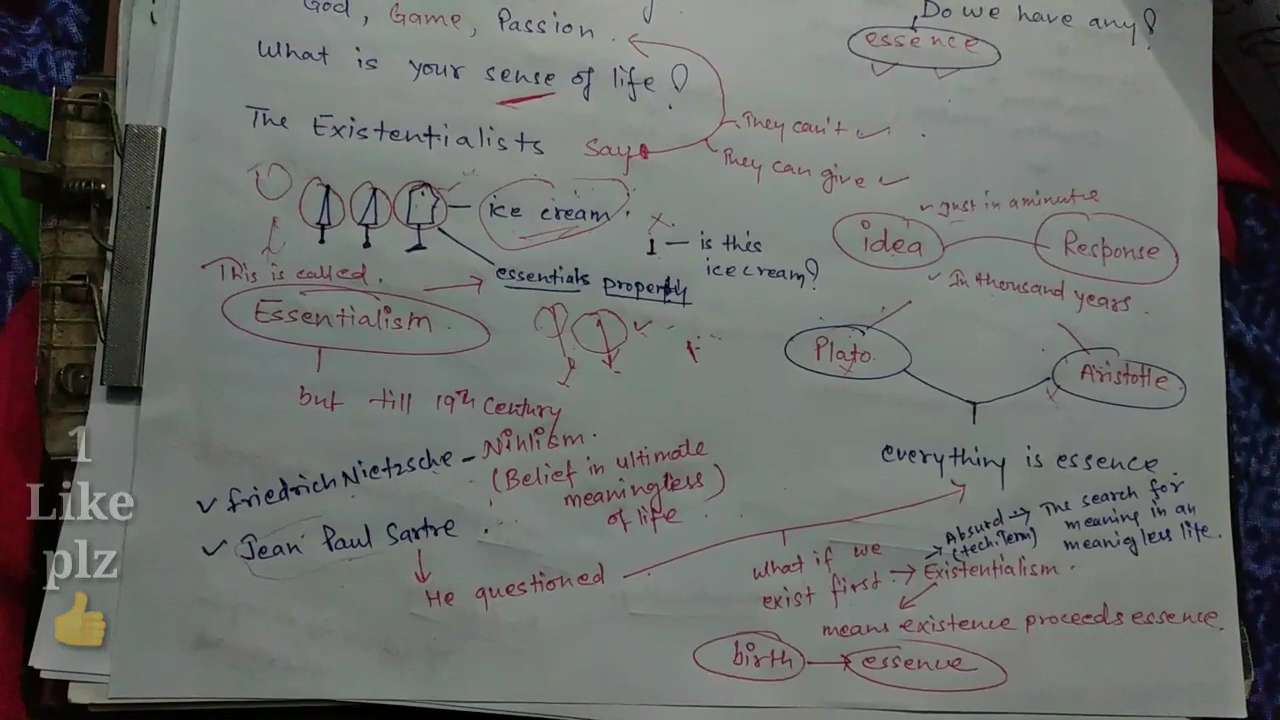 God, Game, Passion.
What is your sense of life?
The Existentialists say
They can't
They can give
Do we have any?
essence
ice cream.
I — is this
ice cream?
essentials property
This is called.
Essentialism.
but till 19th Century
idea
Response
just in a minute
In thousand years.
Plato.
Aristotle
everything is essence
Friedrich Nietzsche – Nihlism.
(Belief in ultimate
meaningless)
of life
Jean Paul Sartre
He questioned
what if we
exist first → Existentialism.
Absurd → The search for
(tech. Term) meaning in an
meanigless life.
means existence proceeds essence.
birth → essence
1
Like
plz
👍